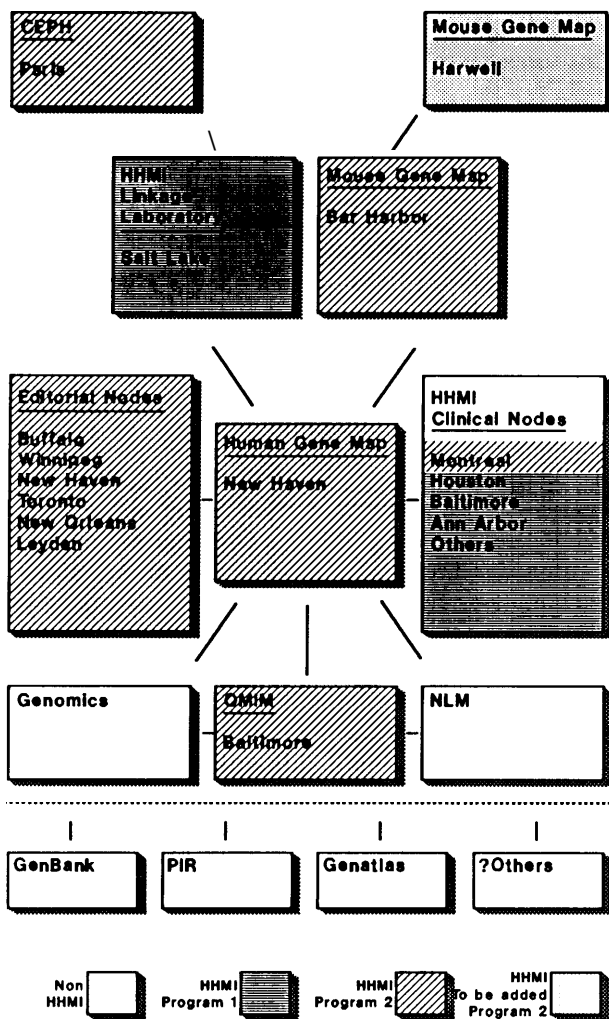 CEPH
Paris
Mouse Gene Map
Harwell
HHMI
Linkage
Laboratory
Salt Lake
Mouse Gene Map
Bar Harbor
Editorial Nodes
Buffalo
Winnipeg
New Haven
Toronto
New Orleans
Leyden
Human Gene Map
New Haven
HHMI
Clinical Nodes
Montreal
Houston
Baltimore
Ann Arbor
Others
Genomics
OMIM
Baltimore
NLM
GenBank
PIR
Genatlas
?Others
Non
HHMI
HHMI
Program 1
HHMI
Program 2
HHMI
To be added
Program 2